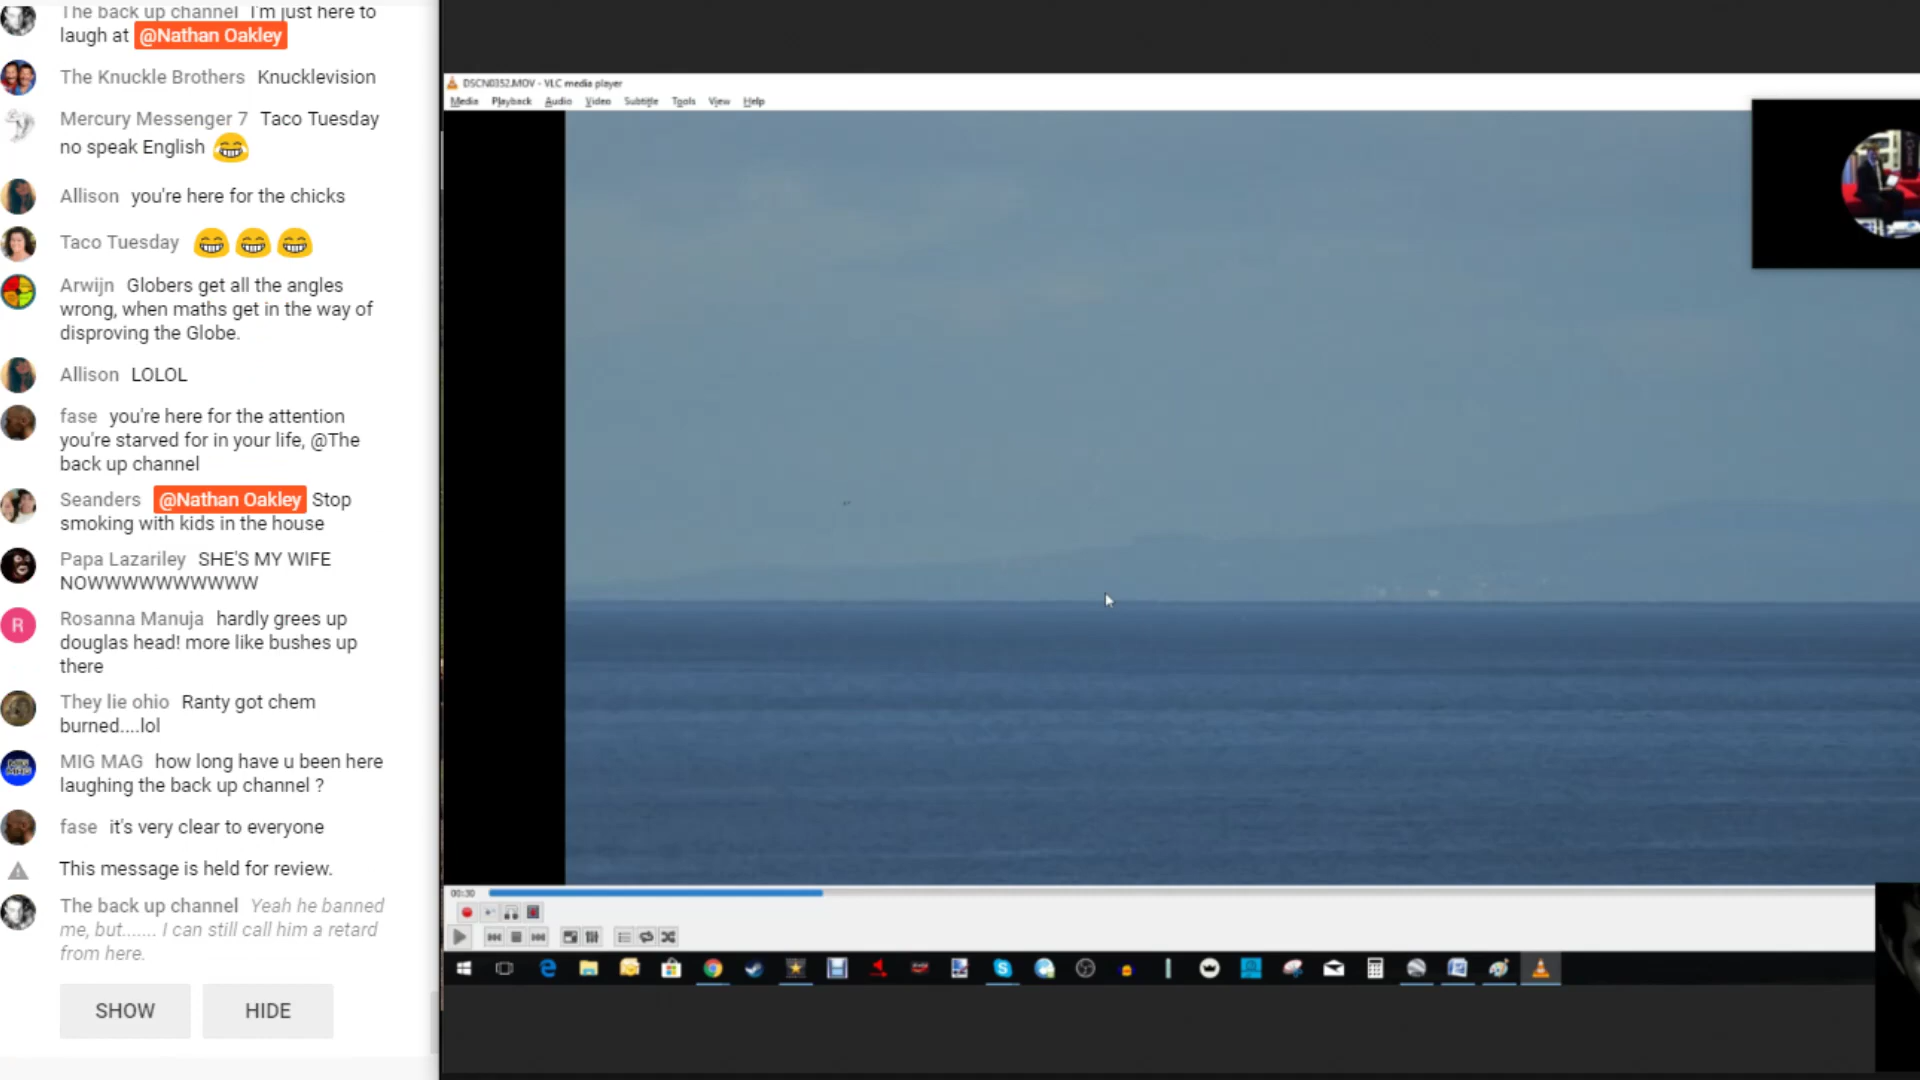 The back up channel I'm just here to
laugh at @Nathan Oakley
The Knuckle Brothers Knucklevision
Mercury Messenger 7 Taco Tuesday
no speak English
Allison you're here for the chicks
Taco Tuesday
Arwijn Globers get all the angles
wrong, when maths get in the way of
disproving the Globe.
Allison LOLOL
fase you're here for the attention
you're starved for in your life, @The
back up channel
Seanders @Nathan Oakley Stop
smoking with kids in the house
Papa Lazariley SHE'S MY WIFE
NOWWWWWWWWWW
R
Rosanna Manuja hardly grees up
douglas head! more like bushes up
there
They lie ohio Ranty got chem
burned....lol
MIG MAG how long have u been here
laughing the back up channel ?
fase it's very clear to everyone
This message is held for review.
The back up channel Yeah he banned
me, but....... I can still call him a retard
from here.
SHOW HIDE
DSCN0352.MOV - VLC media player
Media Playback Audio Video Subtitle Tools View Help
00:30